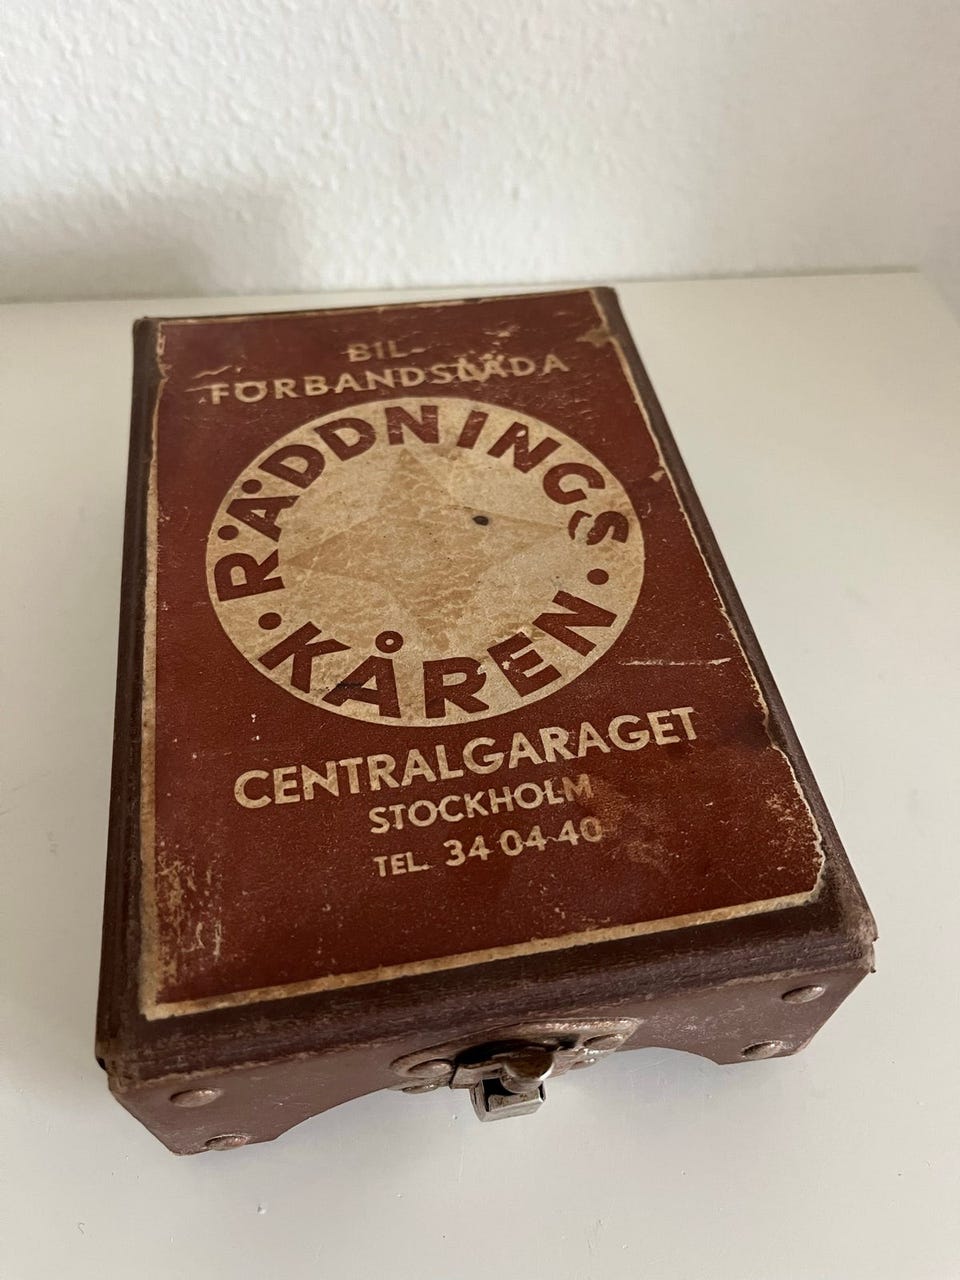 BIL-
FÖRBANDSLÅDA
RÄDDNINGS
• KÅREN •
CENTRALGARAGET
STOCKHOLM
TEL. 34 04 40